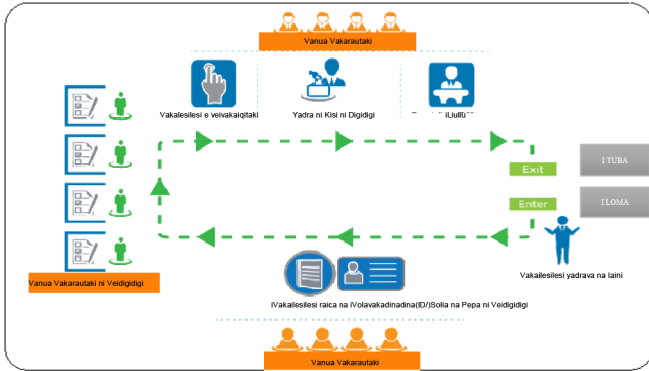 Vanua Vakarautaki
Vakalesilesi e veivakaiqitaki
Yadra ni Kisi ni Digidigi
iLiuliu
Exit
I TUBA
Enter
I LOMA
Vakailesilesi yadrava na laini
Vanua Vakarautaki ni Veidigidigi
iVakailesilesi raica na iVolavakadinadina(ID/)Solia na Pepa ni Veidigidigi
Vanua Vakarautaki